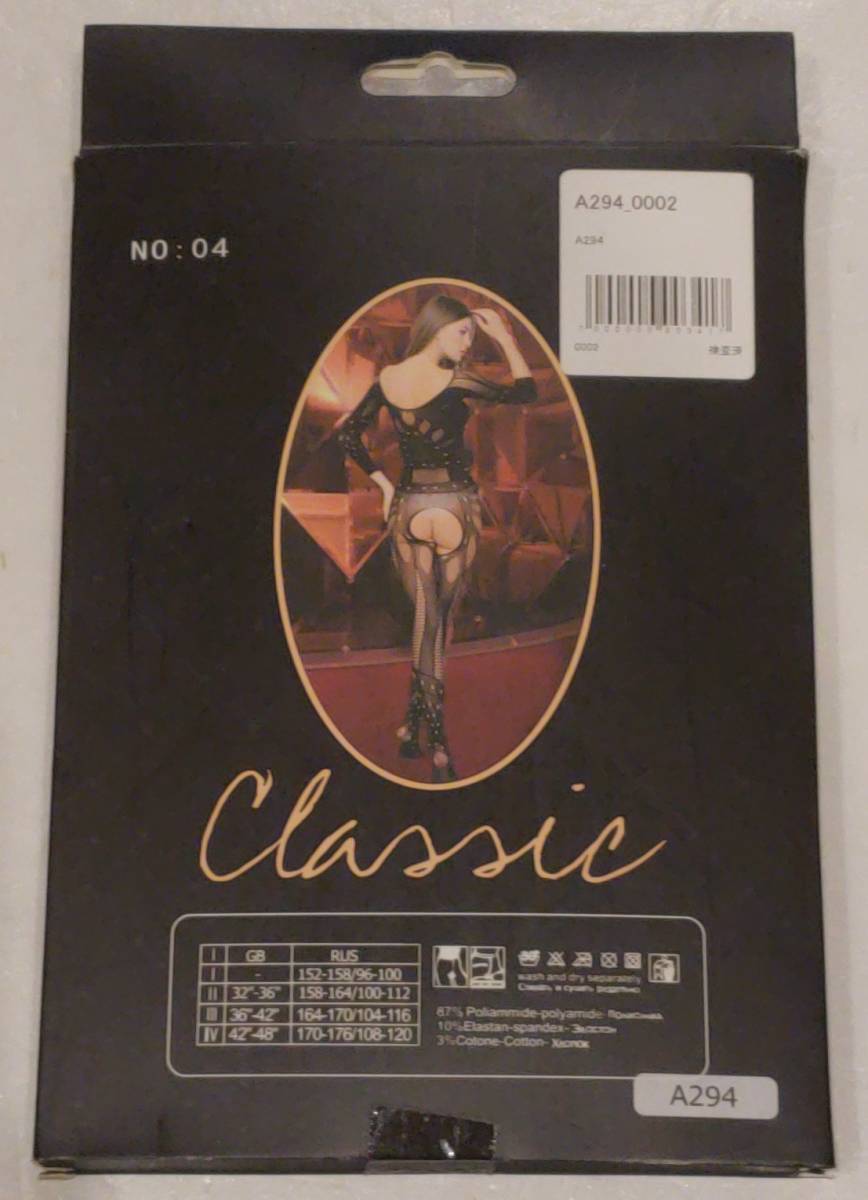 A294_0002
A294
0002
NO:04
Classic
I GB RUS
I - 152-158/96-100
II 32"-36" 158-164/100-112
III 36"-42" 164-170/104-116
IV 42"-48" 170-176/108-120
wash and dry separately
87% Poliammide-polyamide-
10%Elastan-spandex-
3%Cotone-Cotton-
A294